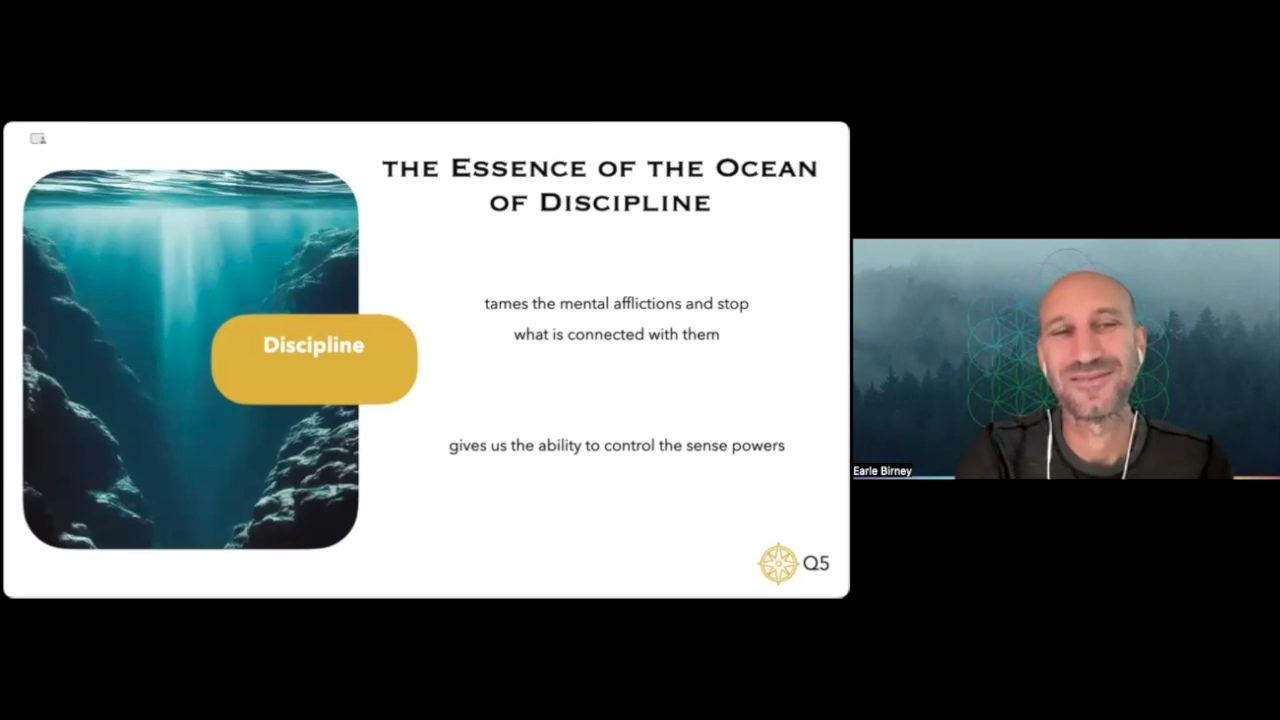 THE ESSENCE OF THE OCEAN
OF DISCIPLINE
Discipline
tames the mental afflictions and stop
what is connected with them
gives us the ability to control the sense powers
Q5
Earle Birney